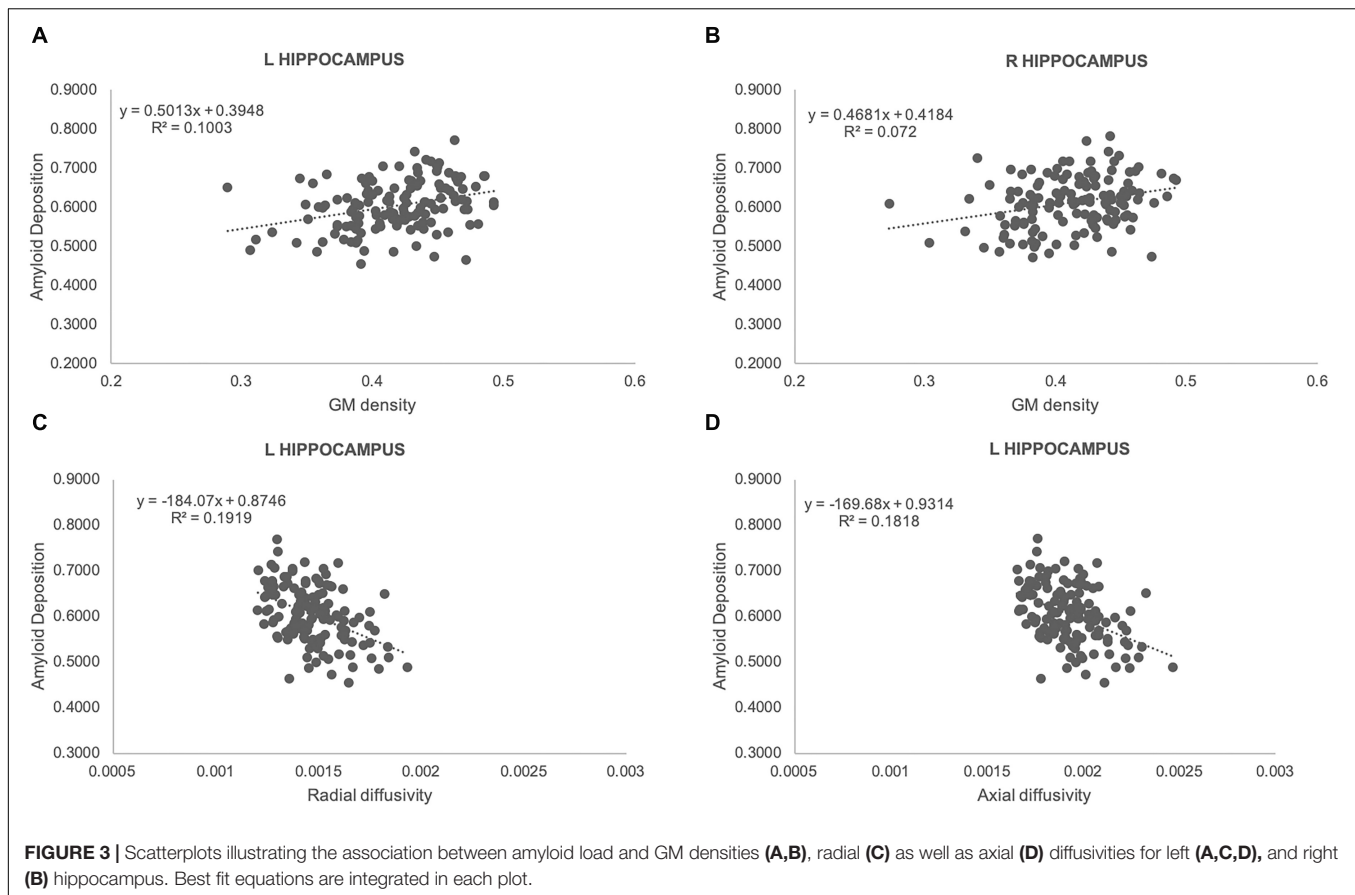 A
L HIPPOCAMPUS
y = 0.5013x + 0.3948
R² = 0.1003
0.9000
0.8000
0.7000
0.6000
0.5000
0.4000
0.3000
0.2000
Amyloid Deposition
0.2 0.3 0.4 0.5 0.6
GM density
B
R HIPPOCAMPUS
y = 0.4681x + 0.4184
R² = 0.072
0.9000
0.8000
0.7000
0.6000
0.5000
0.4000
0.3000
0.2000
Amyloid Deposition
0.2 0.3 0.4 0.5 0.6
GM density
C
L HIPPOCAMPUS
y = -184.07x + 0.8746
R² = 0.1919
0.9000
0.8000
0.7000
0.6000
0.5000
0.4000
0.3000
Amyloid Deposition
0.0005 0.001 0.0015 0.002 0.0025 0.003
Radial diffusivity
D
L HIPPOCAMPUS
y = -169.68x + 0.9314
R² = 0.1818
0.9000
0.8000
0.7000
0.6000
0.5000
0.4000
0.3000
Amyloid Deposition
0.0005 0.001 0.0015 0.002 0.0025 0.003
Axial diffusivity
FIGURE 3 | Scatterplots illustrating the association between amyloid load and GM densities (A,B), radial (C) as well as axial (D) diffusivities for left (A,C,D), and right
(B) hippocampus. Best fit equations are integrated in each plot.